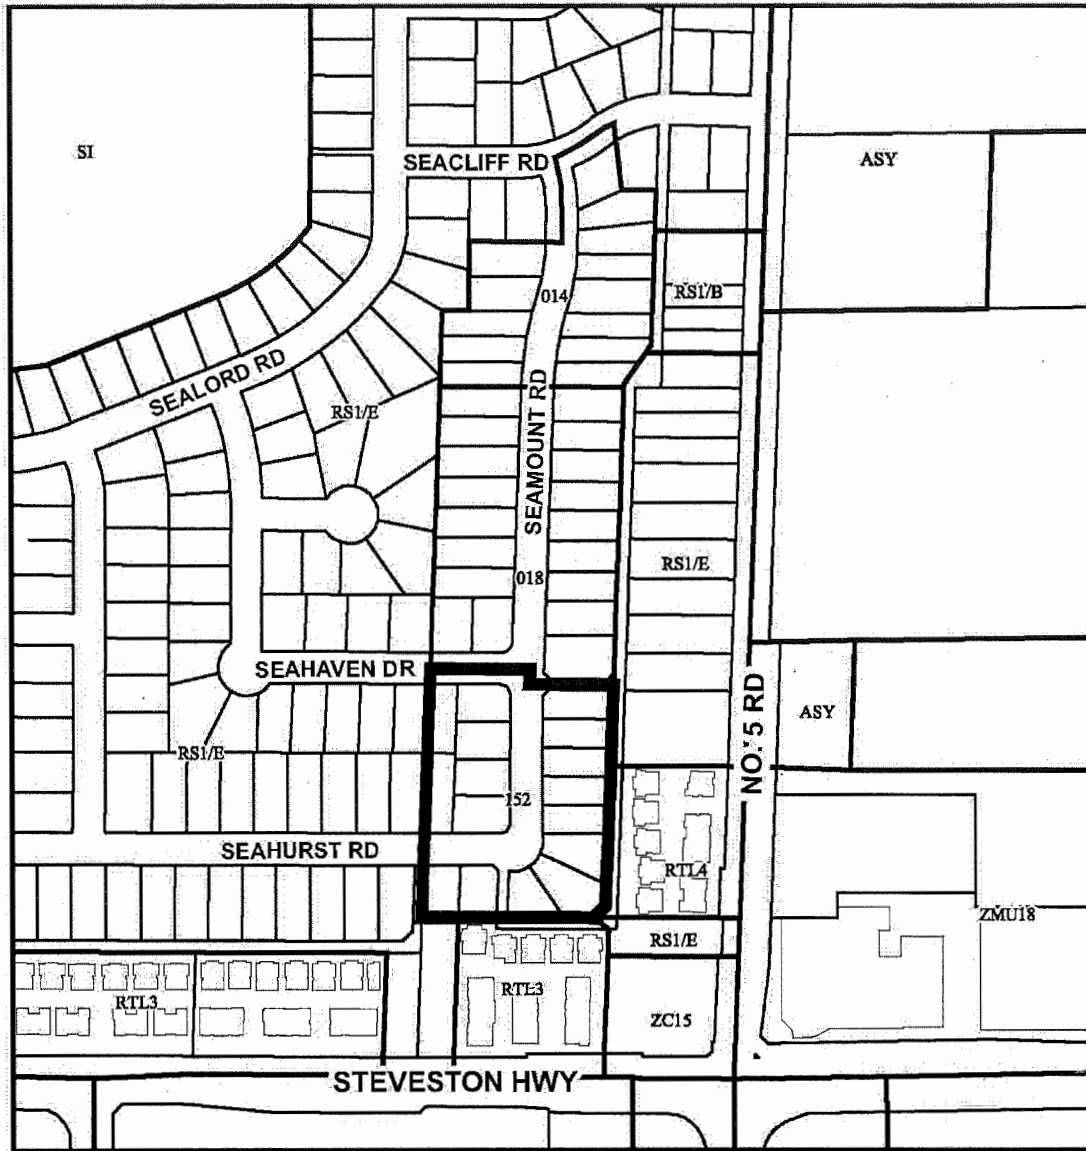 SI
SEACLIFF RD
ASY
RS1/B
014
SEALORD RD
RS1/E
SEAMOUNT RD
RS1/E
018
SEAHAVEN DR
NO. 5 RD
ASY
RS1/E
152
SEAHURST RD
RTL4
ZMU18
RS1/E
RTL3
RTL3
ZC15
STEVESTON HWY